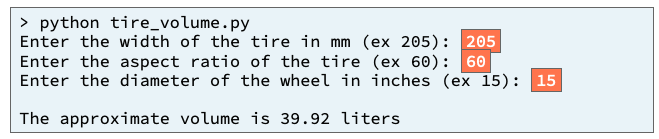 > python tire_volume.py
Enter the width of the tire in mm (ex 205): 205
Enter the aspect ratio of the tire (ex 60): 60
Enter the diameter of the wheel in inches (ex 15): 15
The approximate volume is 39.92 liters